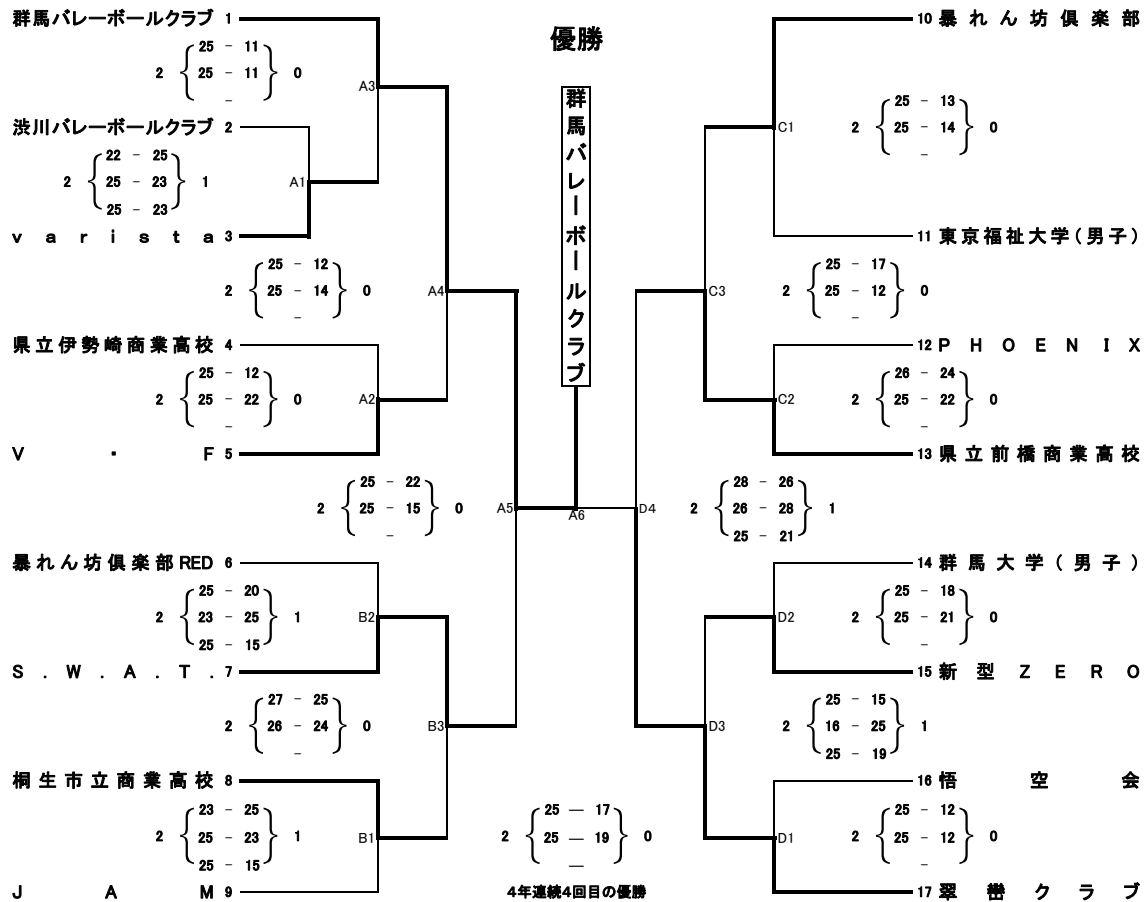 優勝
群馬バレーボールクラブ
群馬バレーボールクラブ 1
2 25 - 11 0
25 - 11
-
A3
渋川バレーボールクラブ 2
2 22 - 25 1
25 - 23
25 - 23
A1
varista 3
2 25 - 12 0
25 - 14
-
A4
県立伊勢崎商業高校 4
2 25 - 12 0
25 - 22
-
A2
V・F 5
2 25 - 22 0
25 - 15
-
A5
A6
暴れん坊倶楽部RED 6
2 25 - 20 1
23 - 25
25 - 15
B2
S.W.A.T. 7
2 27 - 25 0
26 - 24
-
B3
桐生市立商業高校 8
2 23 - 25 1
25 - 23
25 - 15
B1
JAM 9
10 暴れん坊倶楽部
C1
2 25 - 13 0
25 - 14
-
11 東京福祉大学(男子)
C3
2 25 - 17 0
25 - 12
-
12 PHOENIX
C2
2 26 - 24 0
25 - 22
-
13 県立前橋商業高校
D4
2 28 - 26 1
26 - 28
25 - 21
14 群馬大学(男子)
D2
2 25 - 18 0
25 - 21
-
15 新型ZERO
D3
2 25 - 15 1
16 - 25
25 - 19
16 悟空会
D1
2 25 - 12 0
25 - 12
-
17 翠巒クラブ
2 25 — 17 0
25 — 19
—
4年連続4回目の優勝